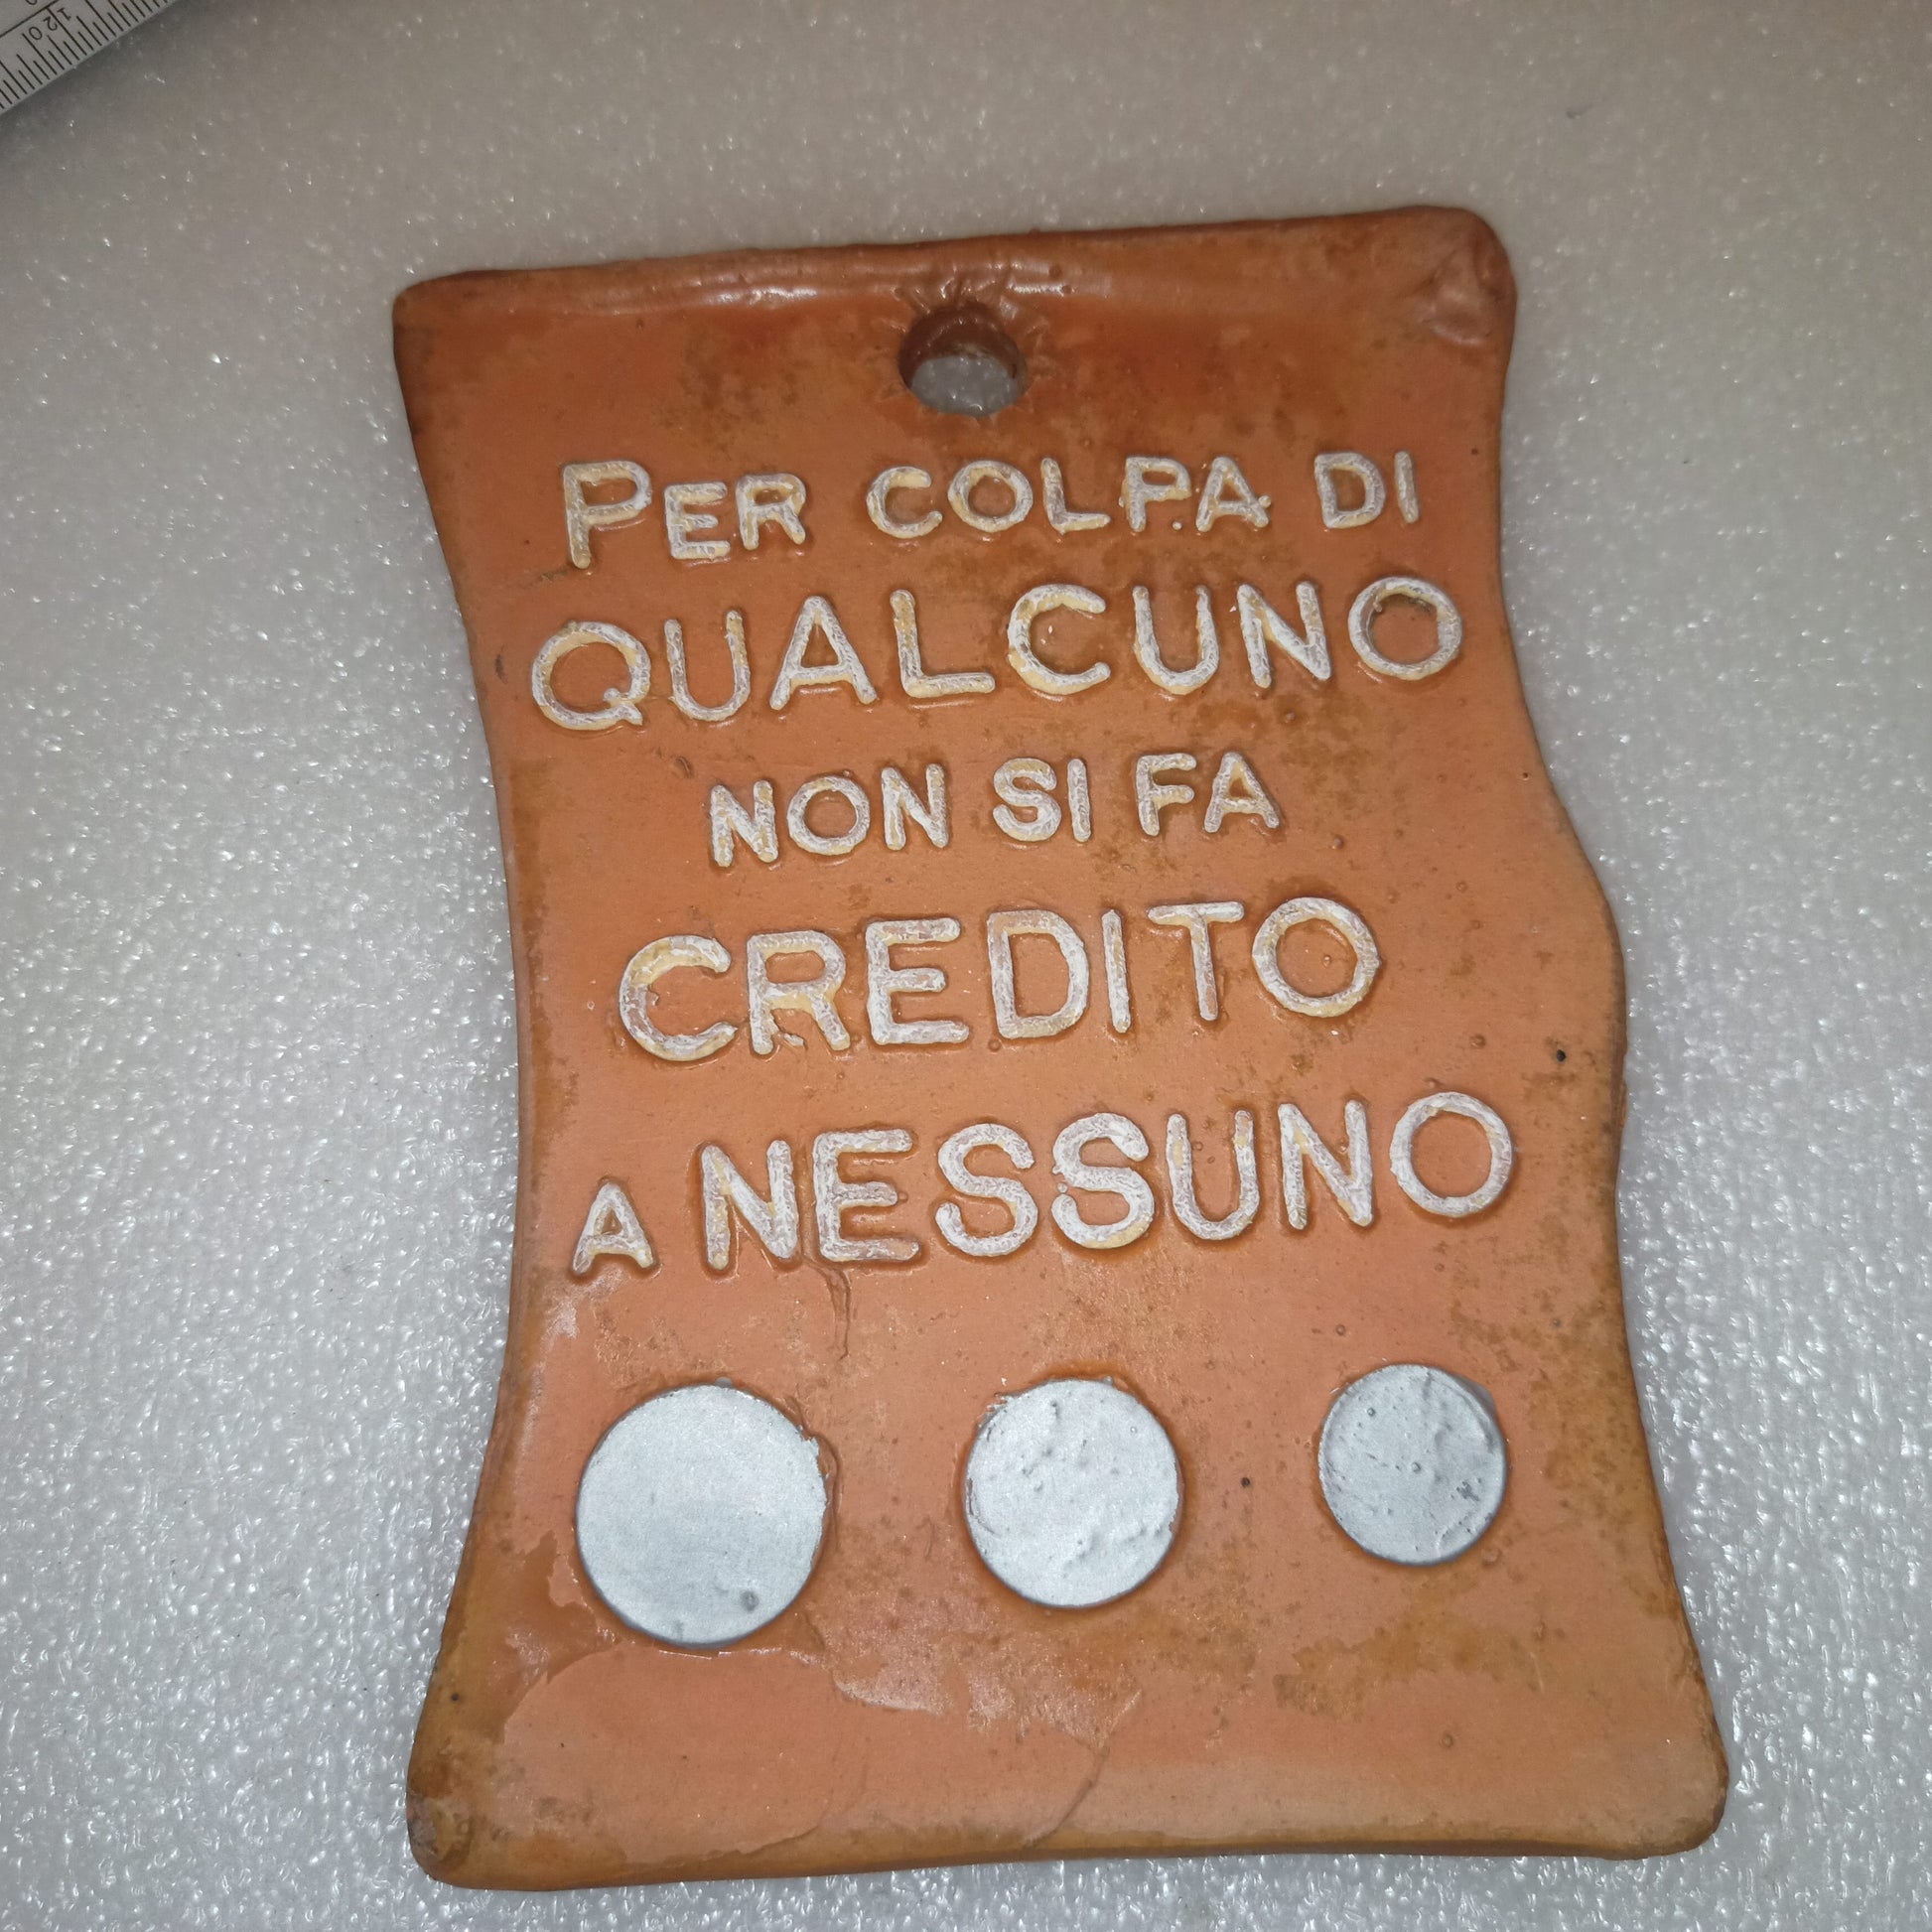 PER COLPA DI
QUALCUNO
NON SI FA
CREDITO
A NESSUNO